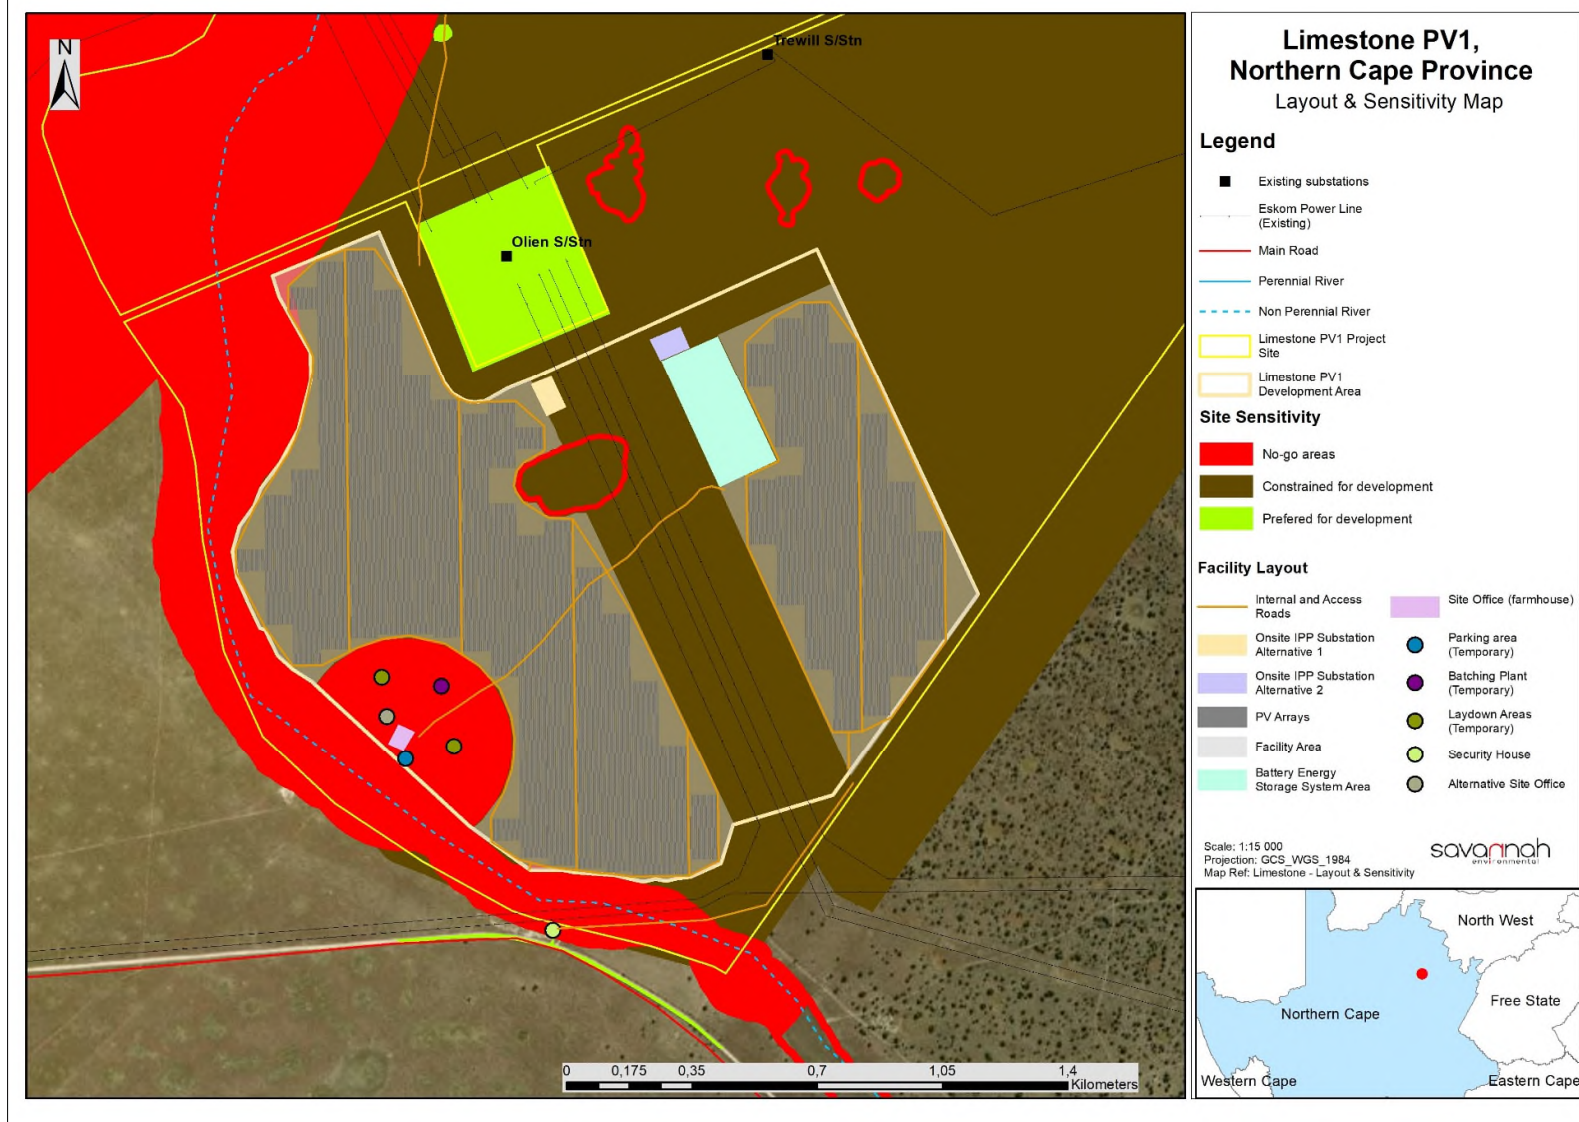 N
Trewill S/Stn
Olien S/Stn
0
0,175
0,35
0,7
1,05
1,4
Kilometers
Limestone PV1,
Northern Cape Province
Layout & Sensitivity Map
Legend
Existing substations
Eskom Power Line
(Existing)
Main Road
Perennial River
Non Perennial River
Limestone PV1 Project
Site
Limestone PV1
Development Area
Site Sensitivity
No-go areas
Constrained for development
Prefered for development
Facility Layout
Internal and Access
Roads
Onsite IPP Substation
Alternative 1
Onsite IPP Substation
Alternative 2
PV Arrays
Facility Area
Battery Energy
Storage System Area
Site Office (farmhouse)
Parking area
(Temporary)
Batching Plant
(Temporary)
Laydown Areas
(Temporary)
Security House
Alternative Site Office
Scale: 1:15 000
Projection: GCS_WGS_1984
Map Ref: Limestone - Layout & Sensitivity
savannah
environmental
North West
Free State
Northern Cape
Western Cape
Eastern Cape